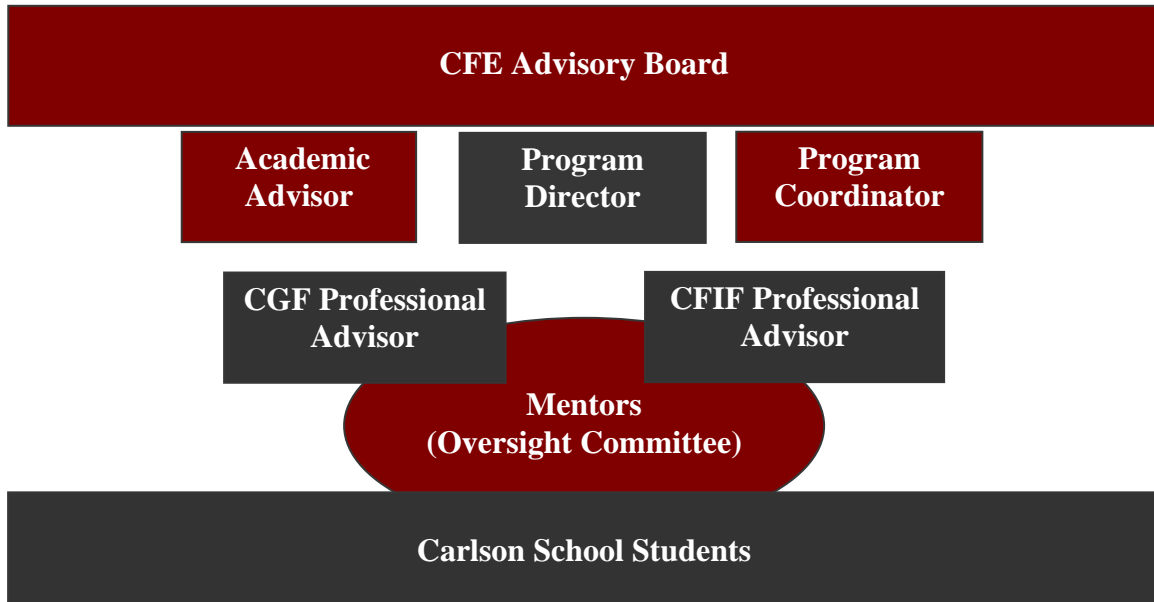 CFE Advisory Board
Academic
Advisor
Program
Director
Program
Coordinator
CGF Professional
Advisor
CFIF Professional
Advisor
Mentors
(Oversight Committee)
Carlson School Students